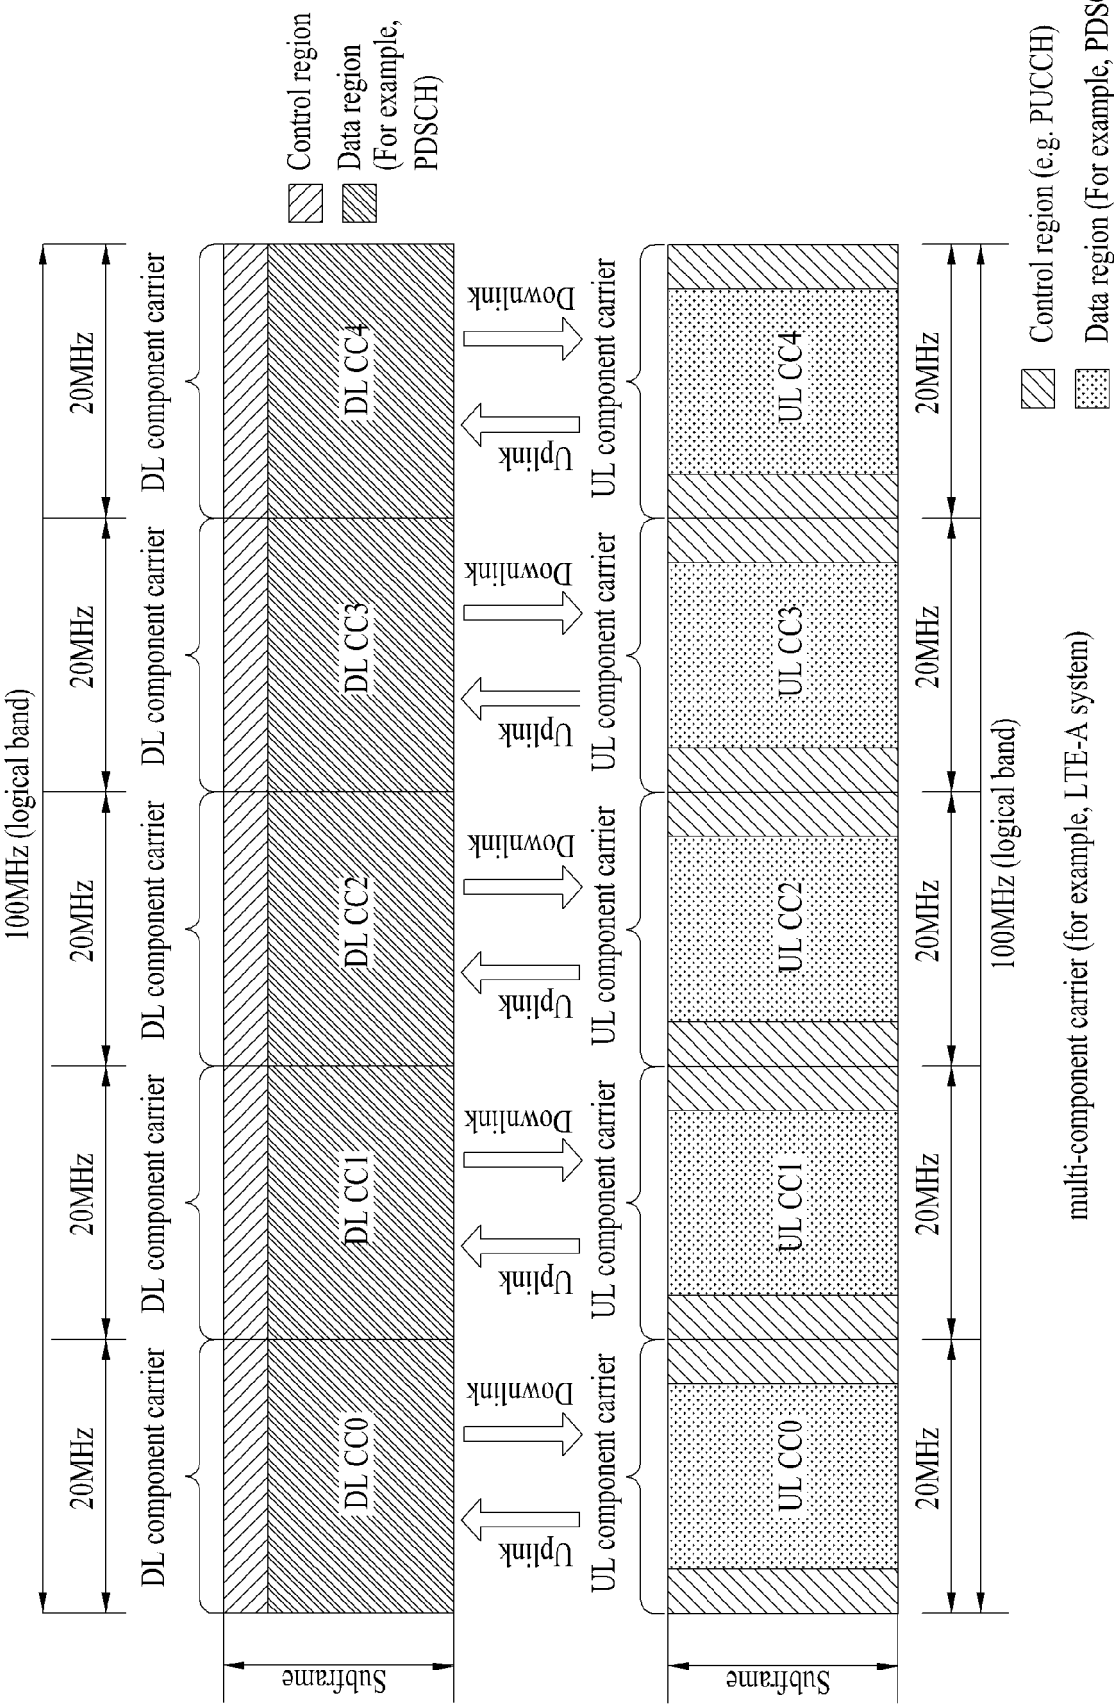 100MHz (logical band)
20MHz 20MHz 20MHz 20MHz 20MHz
DL component carrier DL component carrier DL component carrier DL component carrier DL component carrier
Subframe
DL CC0 DL CC1 DL CC2 DL CC3 DL CC4
Control region
Data region
(For example,
PDSCH)
Uplink Downlink Uplink Downlink Uplink Downlink Uplink Downlink Uplink Downlink
UL component carrier UL component carrier UL component carrier UL component carrier UL component carrier
Subframe
UL CC0 UL CC1 UL CC2 UL CC3 UL CC4
20MHz 20MHz 20MHz 20MHz 20MHz
100MHz (logical band)
Control region (e.g. PUCCH)
Data region (For example,
multi-component carrier (for example, LTE-A system)